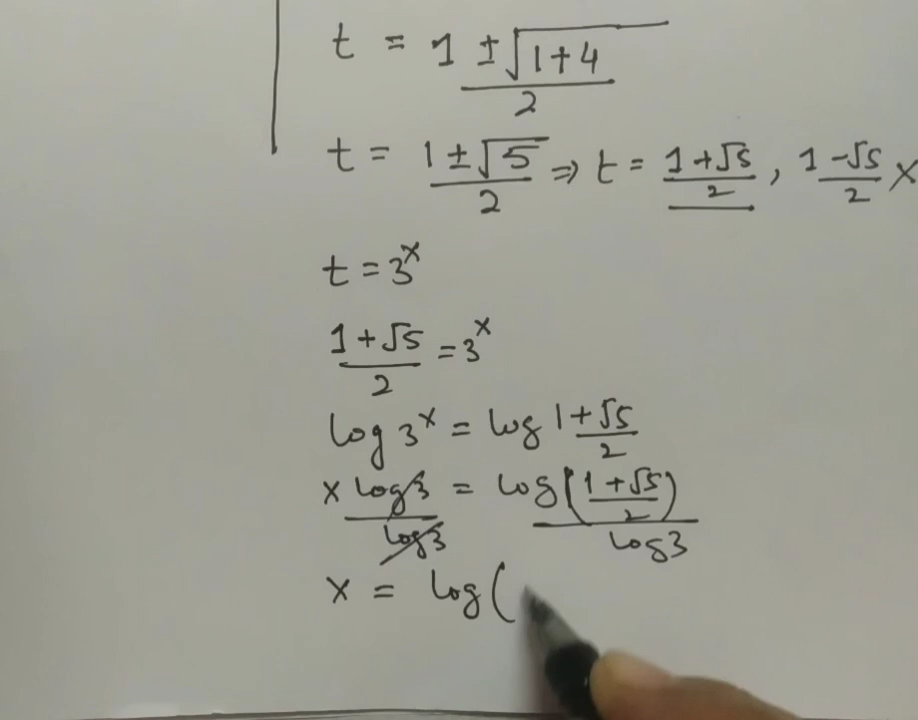 t = 1 ± √1+4 / 2
t = 1 ± √5 / 2 ⇒ t = 1+√5 / 2 , 1-√5 / 2 ×
t = 3^x
1+√5 / 2 = 3^x
log 3^x = log 1+√5 / 2
x log3 / log3 = log(1+√5 / 2) / log3
x = log(